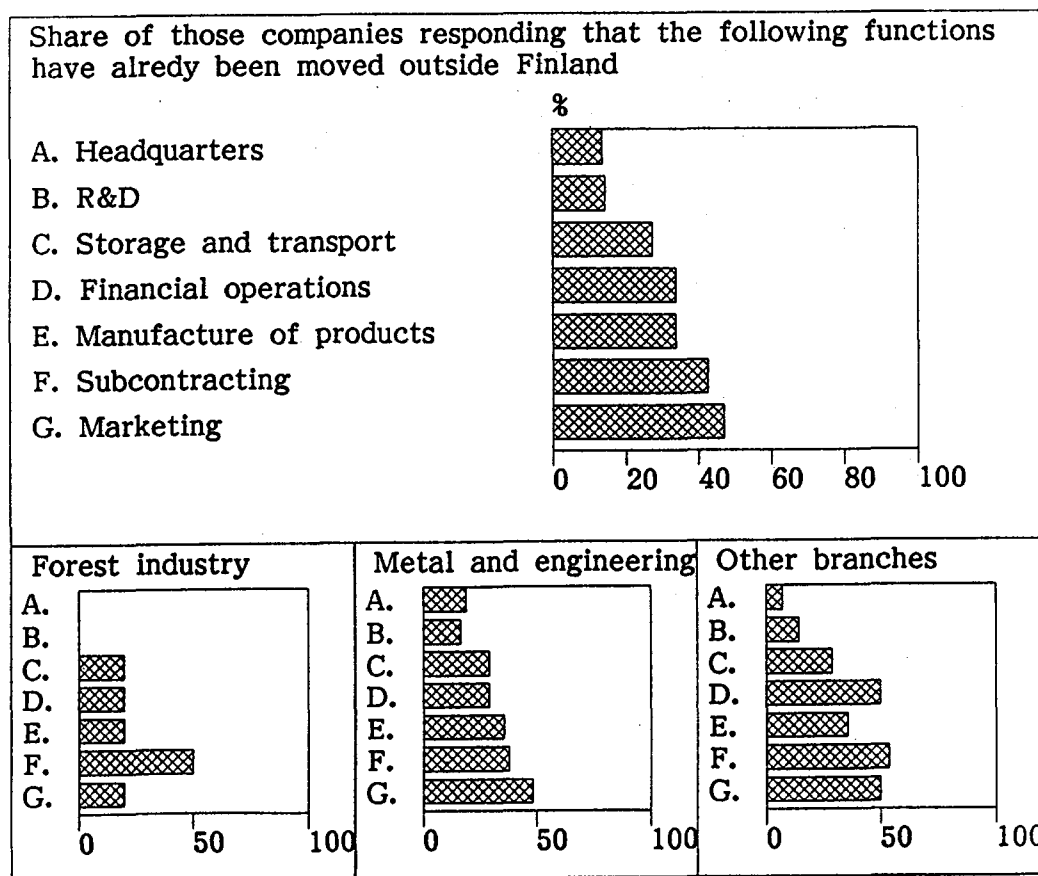 Share of those companies responding that the following functions
have alredy been moved outside Finland
%
A. Headquarters
B. R&D
C. Storage and transport
D. Financial operations
E. Manufacture of products
F. Subcontracting
G. Marketing
0 20 40 60 80 100
Forest industry
A.
B.
C.
D.
E.
F.
G.
0 50 100
Metal and engineering
A.
B.
C.
D.
E.
F.
G.
0 50 100
Other branches
A.
B.
C.
D.
E.
F.
G.
0 50 100